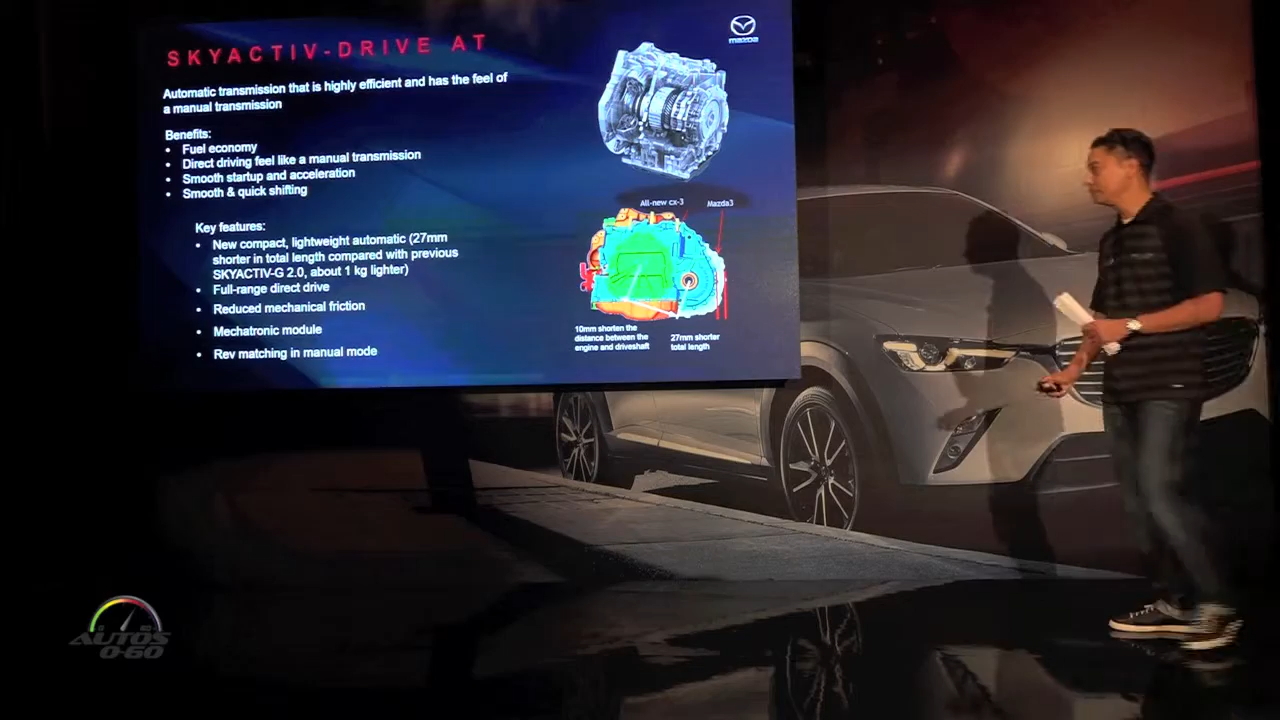 SKYACTIV-DRIVE AT
mazda
Automatic transmission that is highly efficient and has the feel of
a manual transmission
Benefits:
• Fuel economy
• Direct driving feel like a manual transmission
• Smooth startup and acceleration
• Smooth & quick shifting
All-new cx-3
Mazda3
Key features:
• New compact, lightweight automatic (27mm
shorter in total length compared with previous
SKYACTIV-G 2.0, about 1 kg lighter)
• Full-range direct drive
• Reduced mechanical friction
• Mechatronic module
• Rev matching in manual mode
10mm shorten the
distance between the
engine and driveshaft
27mm shorter
total length
AUTOS
0-60